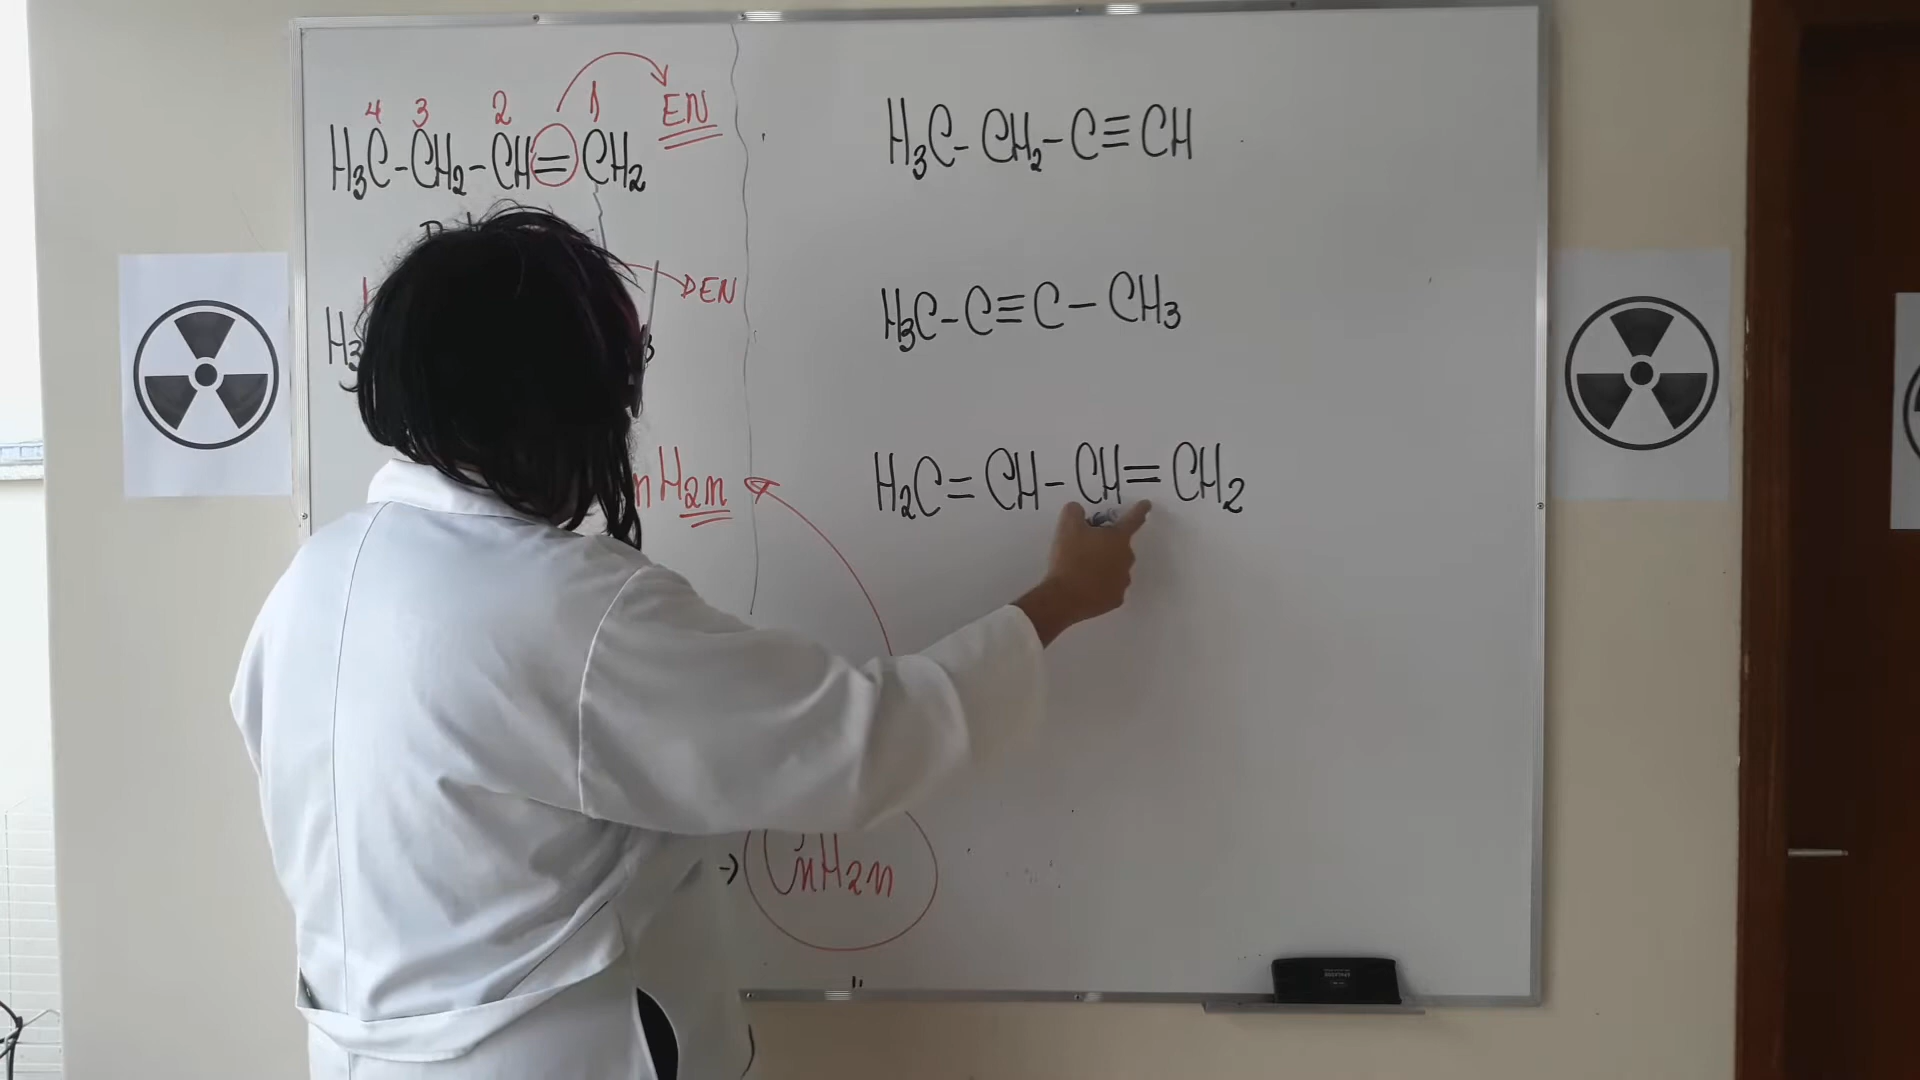 4 3 2 1 EN
H₃C-CH₂-CH=CH₂
DEN
H₃
nH₂n
CnH₂n
H₃C-CH₂-C≡CH
H₃C-C≡C-CH₃
H₂C=CH-CH=CH₂